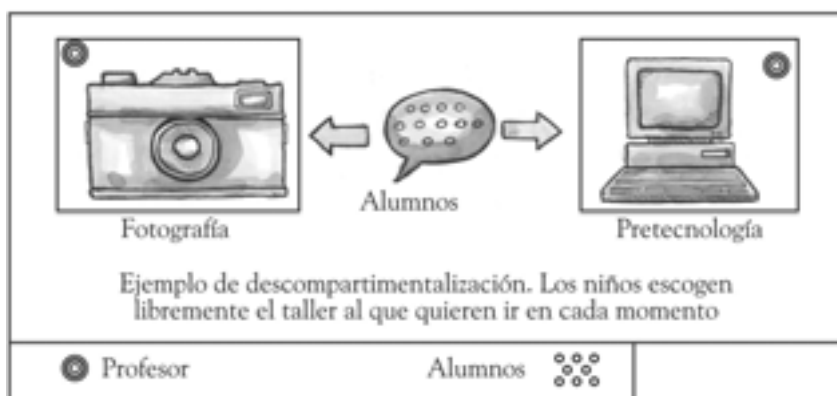 Alumnos
Fotografía
Pretecnología
Ejemplo de descompartimentalización. Los niños escogen
libremente el taller al que quieren ir en cada momento
Profesor
Alumnos